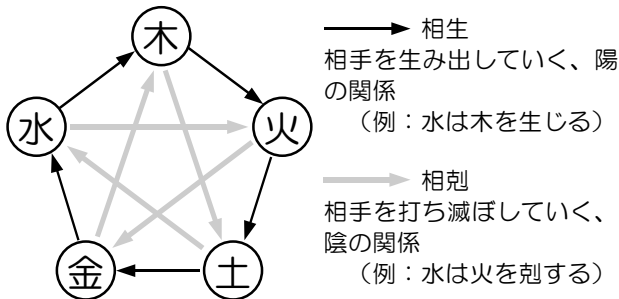 木
火
土
金
水
相生
相手を生み出していく、陽
の関係
（例：水は木を生じる）
相剋
相手を打ち滅ぼしていく、
陰の関係
（例：水は火を剋する）